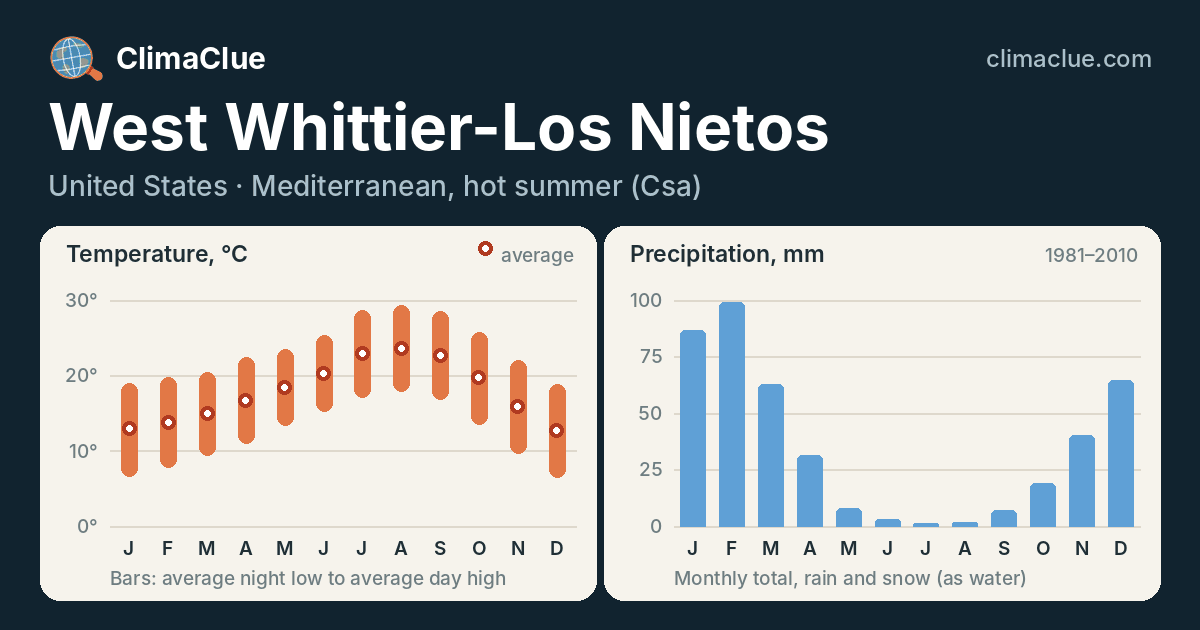 ClimaClue
climaclue.com
West Whittier-Los Nietos
United States · Mediterranean, hot summer (Csa)
Temperature, °C
average
30°
20°
10°
0°
J F M A M J J A S O N D
Bars: average night low to average day high
Precipitation, mm
1981–2010
100
75
50
25
0
J F M A M J J A S O N D
Monthly total, rain and snow (as water)